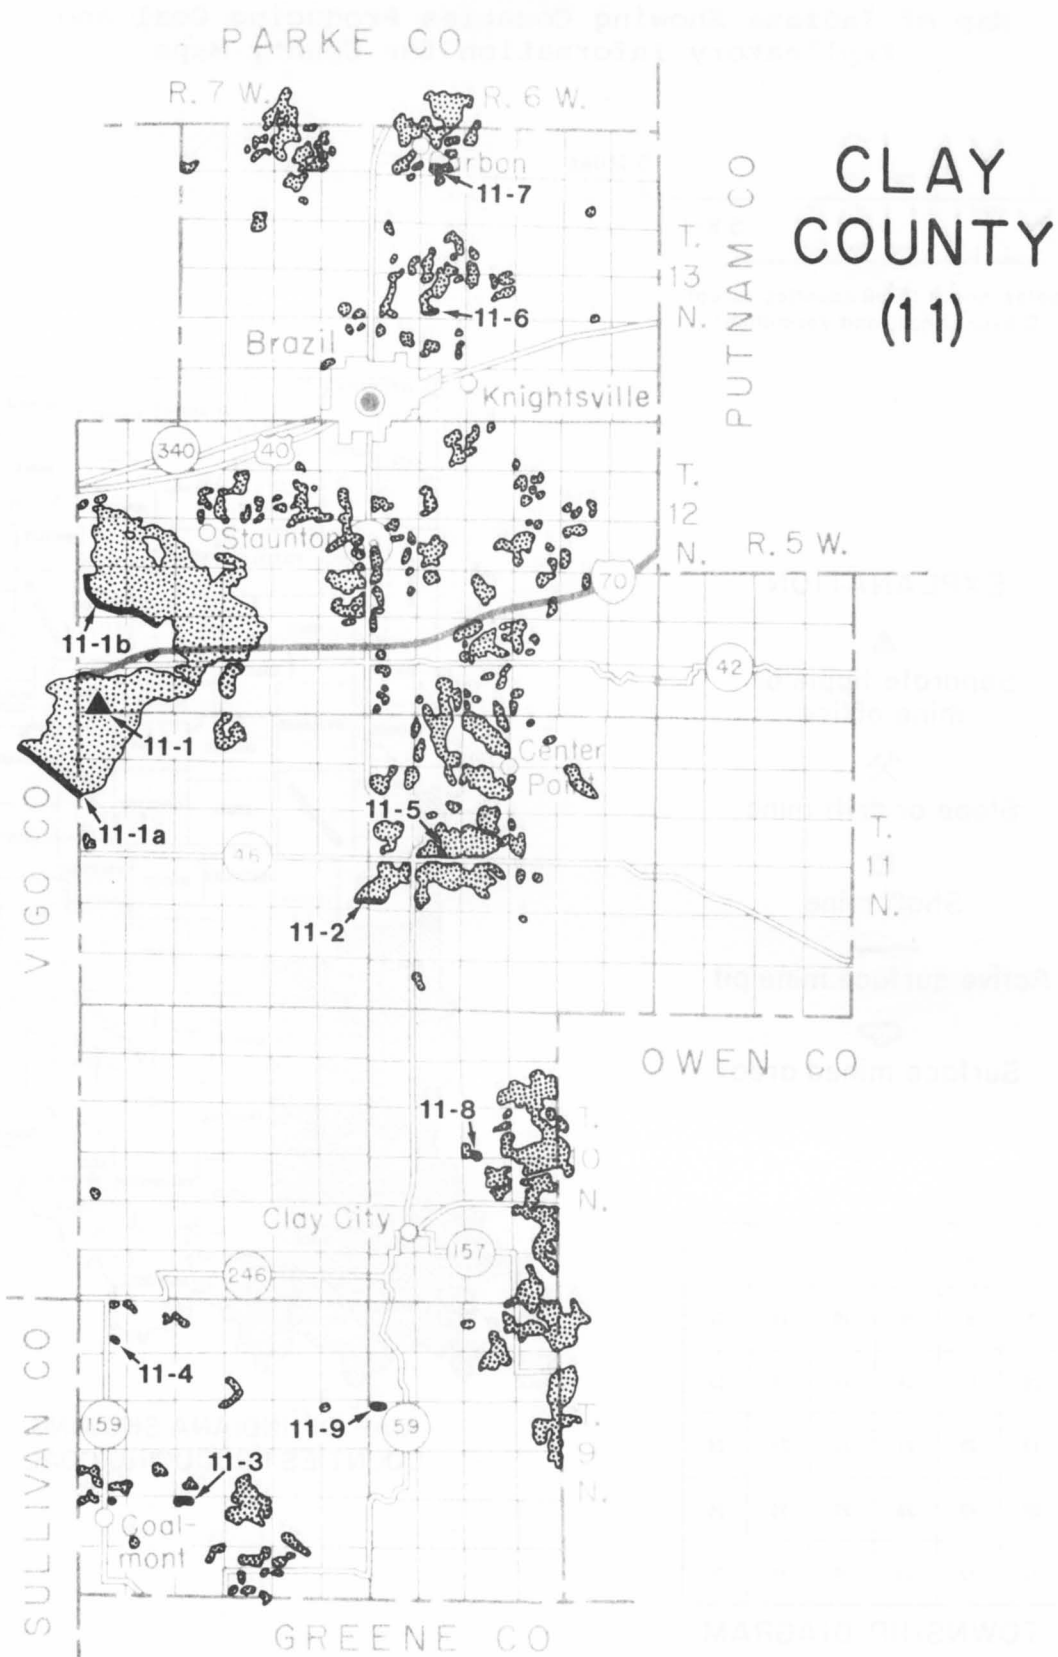 PARKE CO
R. 7 W.
R. 6 W.
CLAY
COUNTY
(11)
PUTNAM CO
11-7
T.
13
N.
11-6
Brazil
Knightsville
340
40
T.
12
N.
Staunton
R. 5 W.
70
11-1b
42
11-1
Center
Point
11-5
11-1a
46
T.
11
N.
VIGO CO
11-2
OWEN CO
11-8
T.
10
N.
Clay City
157
246
11-4
159
11-9
59
T.
9
N.
11-3
SULLIVAN CO
Coal-
mont
GREENE CO